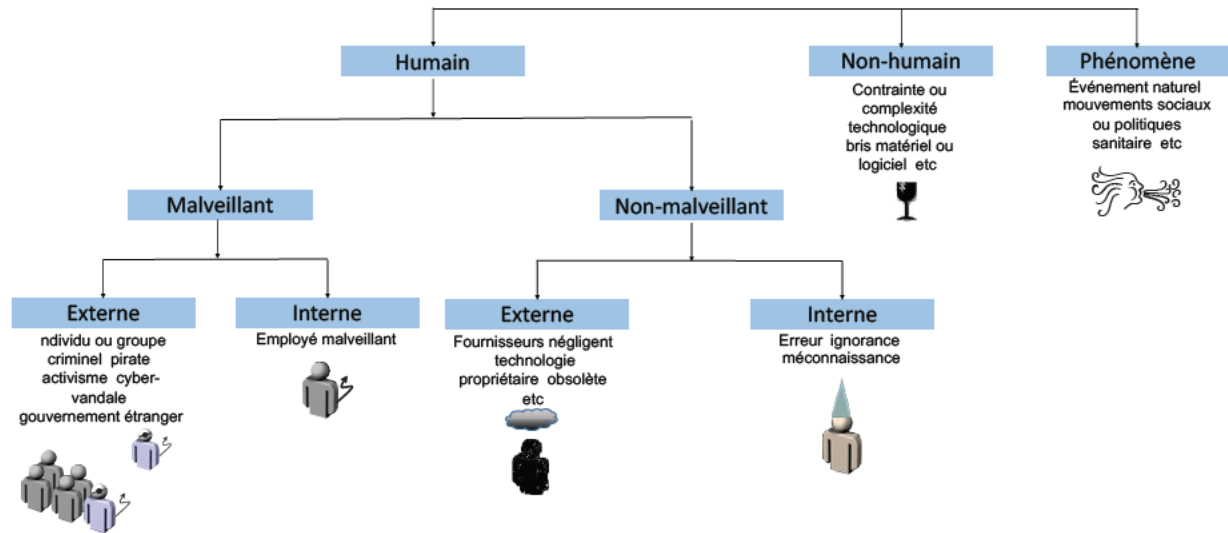 Humain
Non-humain
Contrainte ou
complexité
technologique
bris matériel ou
logiciel etc
Phénomène
Événement naturel
mouvements sociaux
ou politiques
sanitaire etc
Malveillant
Non-malveillant
Externe
ndividu ou groupe
criminel pirate
activisme cyber-
vandale
gouvernement étranger
Interne
Employé malveillant
Externe
Fournisseurs négligent
technologie
propriétaire obsolète
etc
Interne
Erreur ignorance
méconnaissance